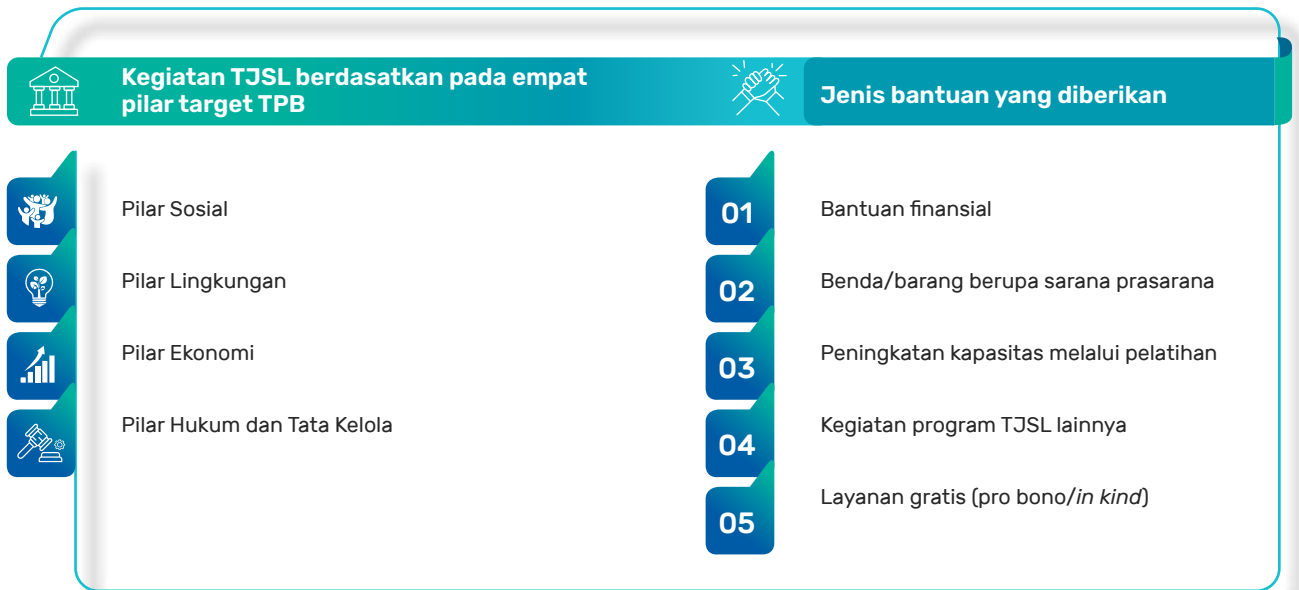 Kegiatan TJSL berdasatkan pada empat
pilar target TPB
Pilar Sosial
Pilar Lingkungan
Pilar Ekonomi
Pilar Hukum dan Tata Kelola
Jenis bantuan yang diberikan
01 Bantuan finansial
02 Benda/barang berupa sarana prasarana
03 Peningkatan kapasitas melalui pelatihan
04 Kegiatan program TJSL lainnya
05 Layanan gratis (pro bono/in kind)